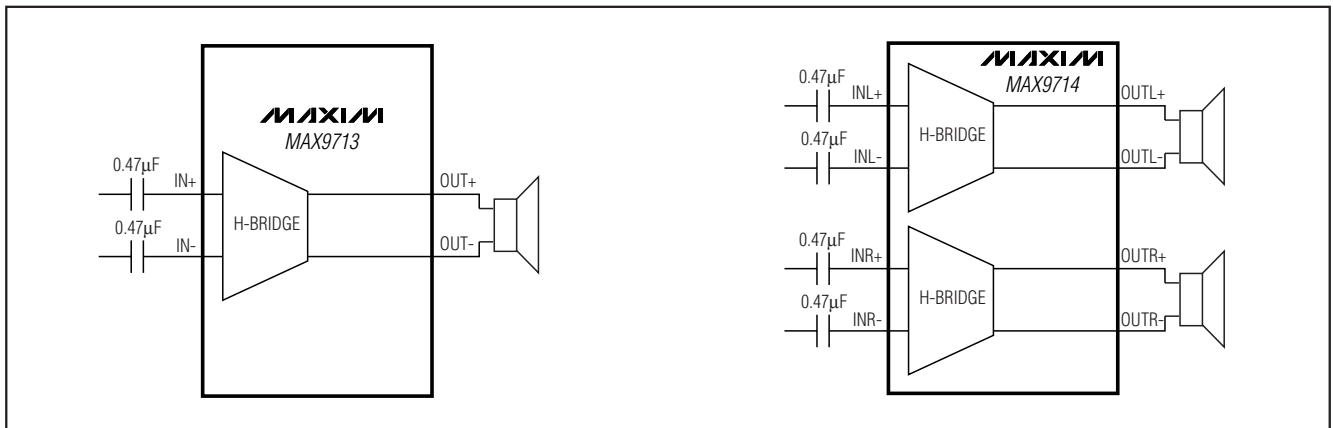 MAXIM
MAX9713
0.47μF
IN+
OUT+
0.47μF
H-BRIDGE
IN-
OUT-
MAXIM
MAX9714
0.47μF
INL+
OUTL+
0.47μF
H-BRIDGE
INL-
OUTL-
0.47μF
INR+
OUTR+
0.47μF
H-BRIDGE
INR-
OUTR-